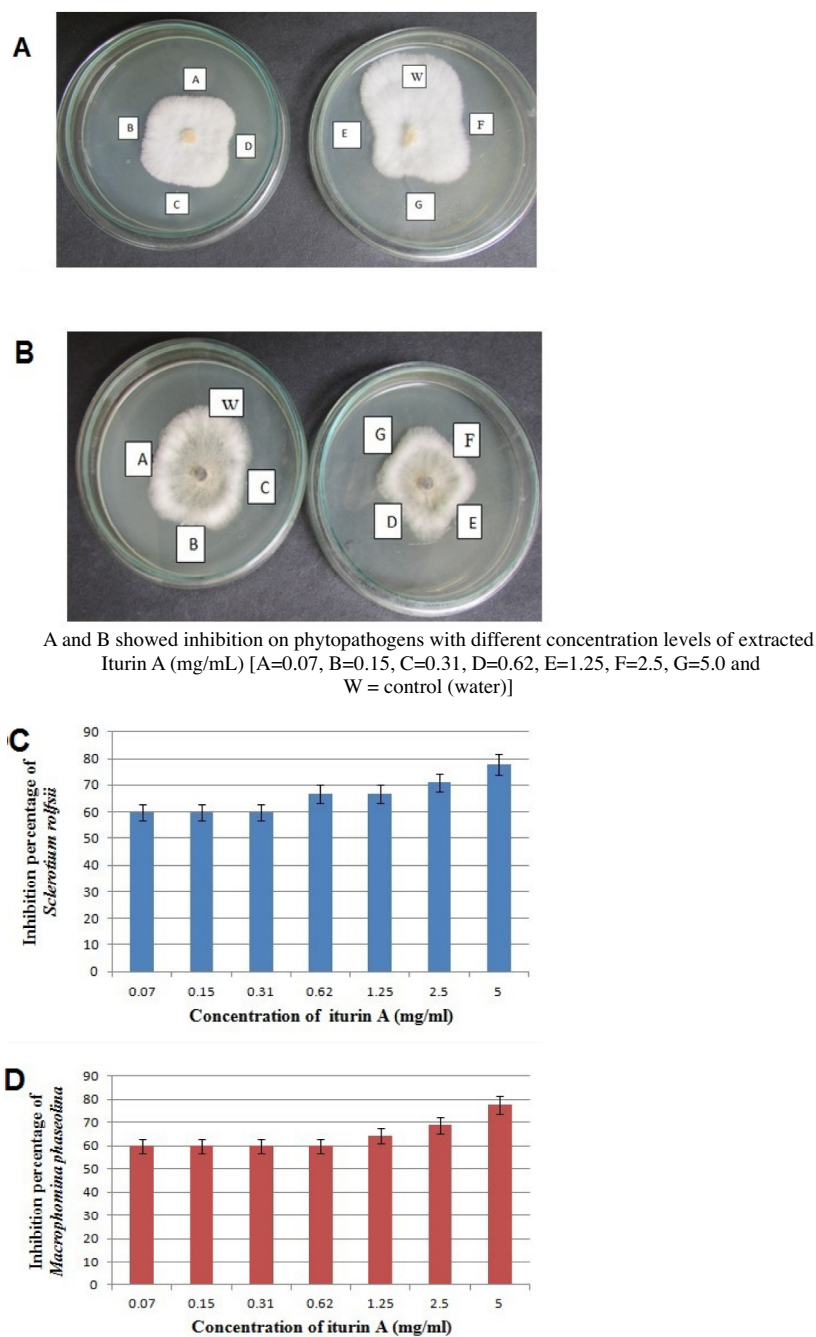 A
A
B
D
C
W
E
F
G
B
W
A
C
B
G
F
D
E
A and B showed inhibition on phytopathogens with different concentration levels of extracted
Iturin A (mg/mL) [A=0.07, B=0.15, C=0.31, D=0.62, E=1.25, F=2.5, G=5.0 and
W = control (water)]
C
Inhibition percentage of
Sclerotium rolfsii
90
80
70
60
50
40
30
20
10
0
0.07 0.15 0.31 0.62 1.25 2.5 5
Concentration of iturin A (mg/ml)
D
Inhibition percentage of
Macrophomina phaseolina
90
80
70
60
50
40
30
20
10
0
0.07 0.15 0.31 0.62 1.25 2.5 5
Concentration of iturin A (mg/ml)